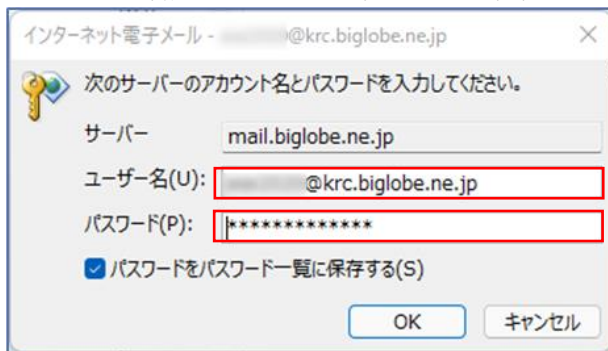 インターネット電子メール - @krc.biglobe.ne.jp
次のサーバーのアカウント名とパスワードを入力してください。
サーバー mail.biglobe.ne.jp
ユーザー名(U): @krc.biglobe.ne.jp
パスワード(P): *************
パスワードをパスワード一覧に保存する(S)
OK キャンセル